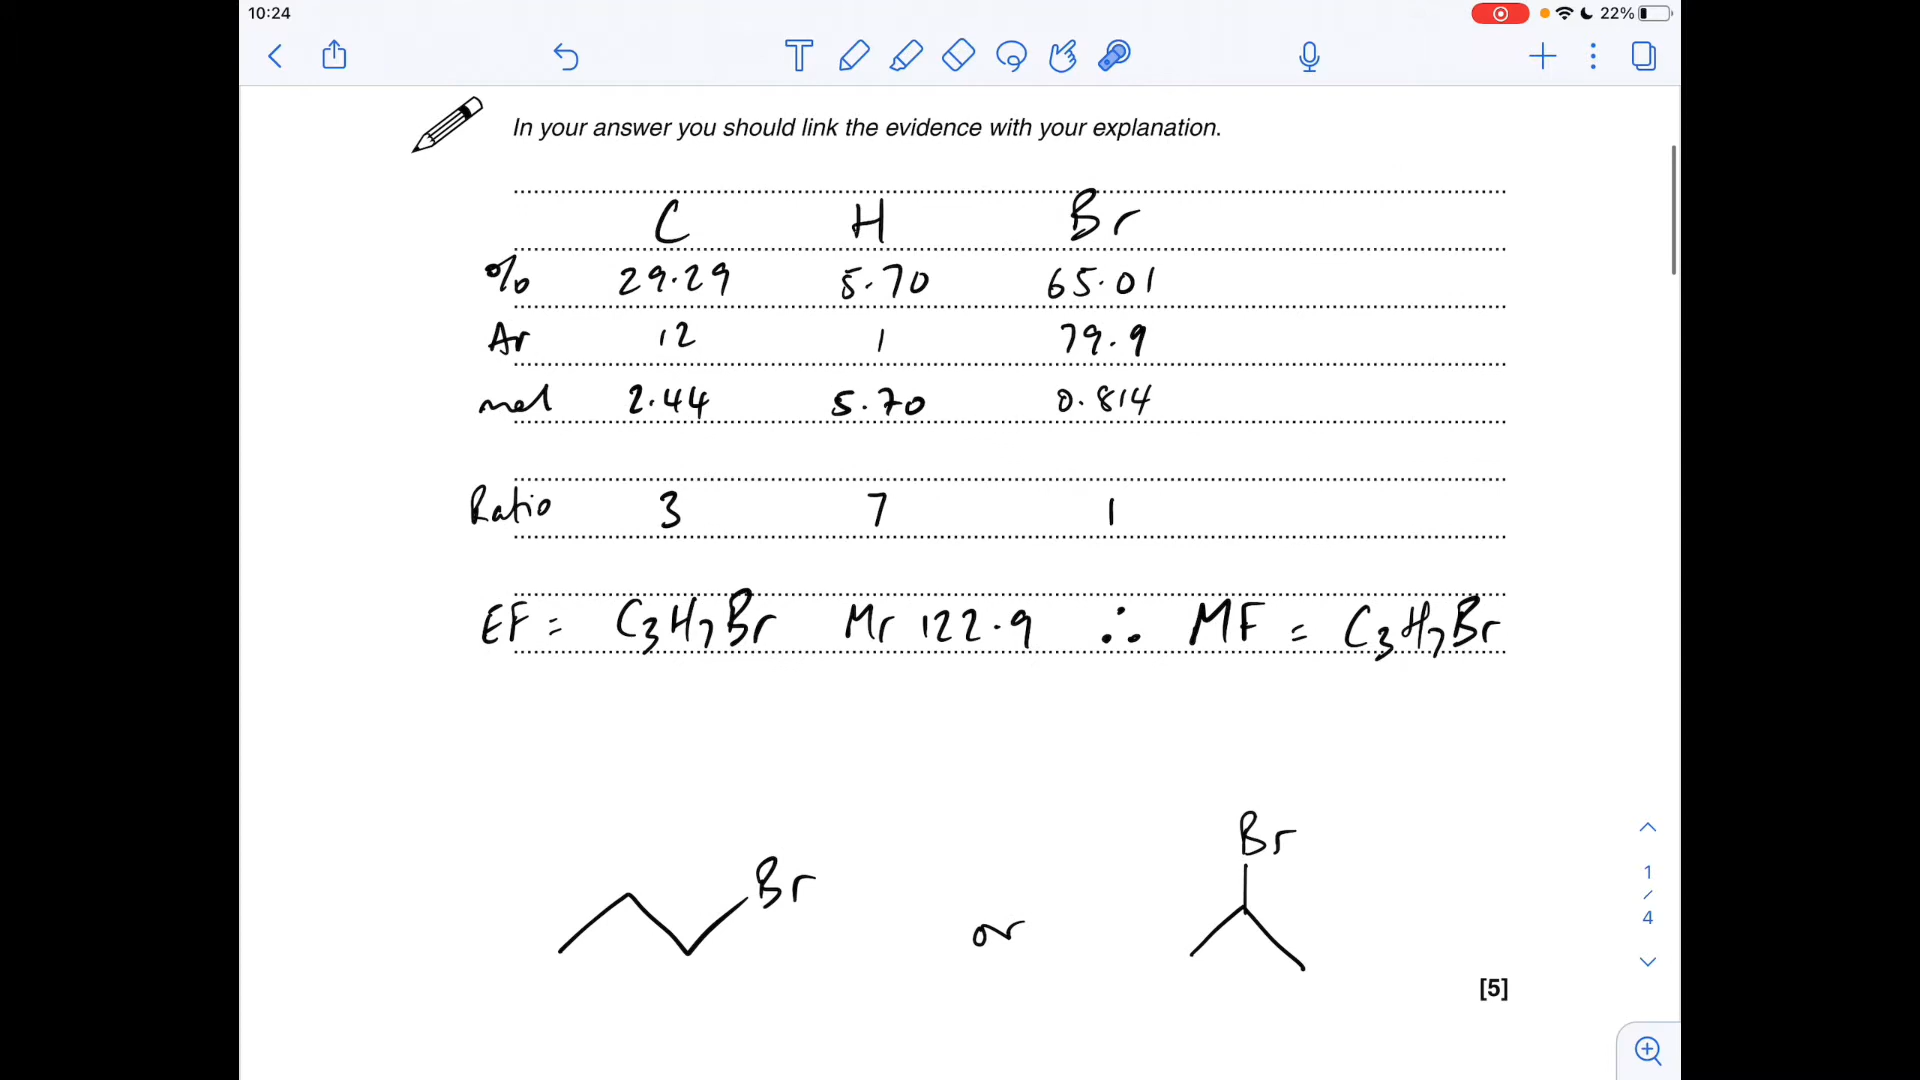 10:24 22%
In your answer you should link the evidence with your explanation.
C H Br
% 29.29 5.70 65.01
Ar 12 1 79.9
mol 2.44 5.70 0.814
Ratio 3 7 1
EF = C₃H₇Br Mr 122.9 ∴ MF = C₃H₇Br
Br
Br
or
[5]
1
/
4